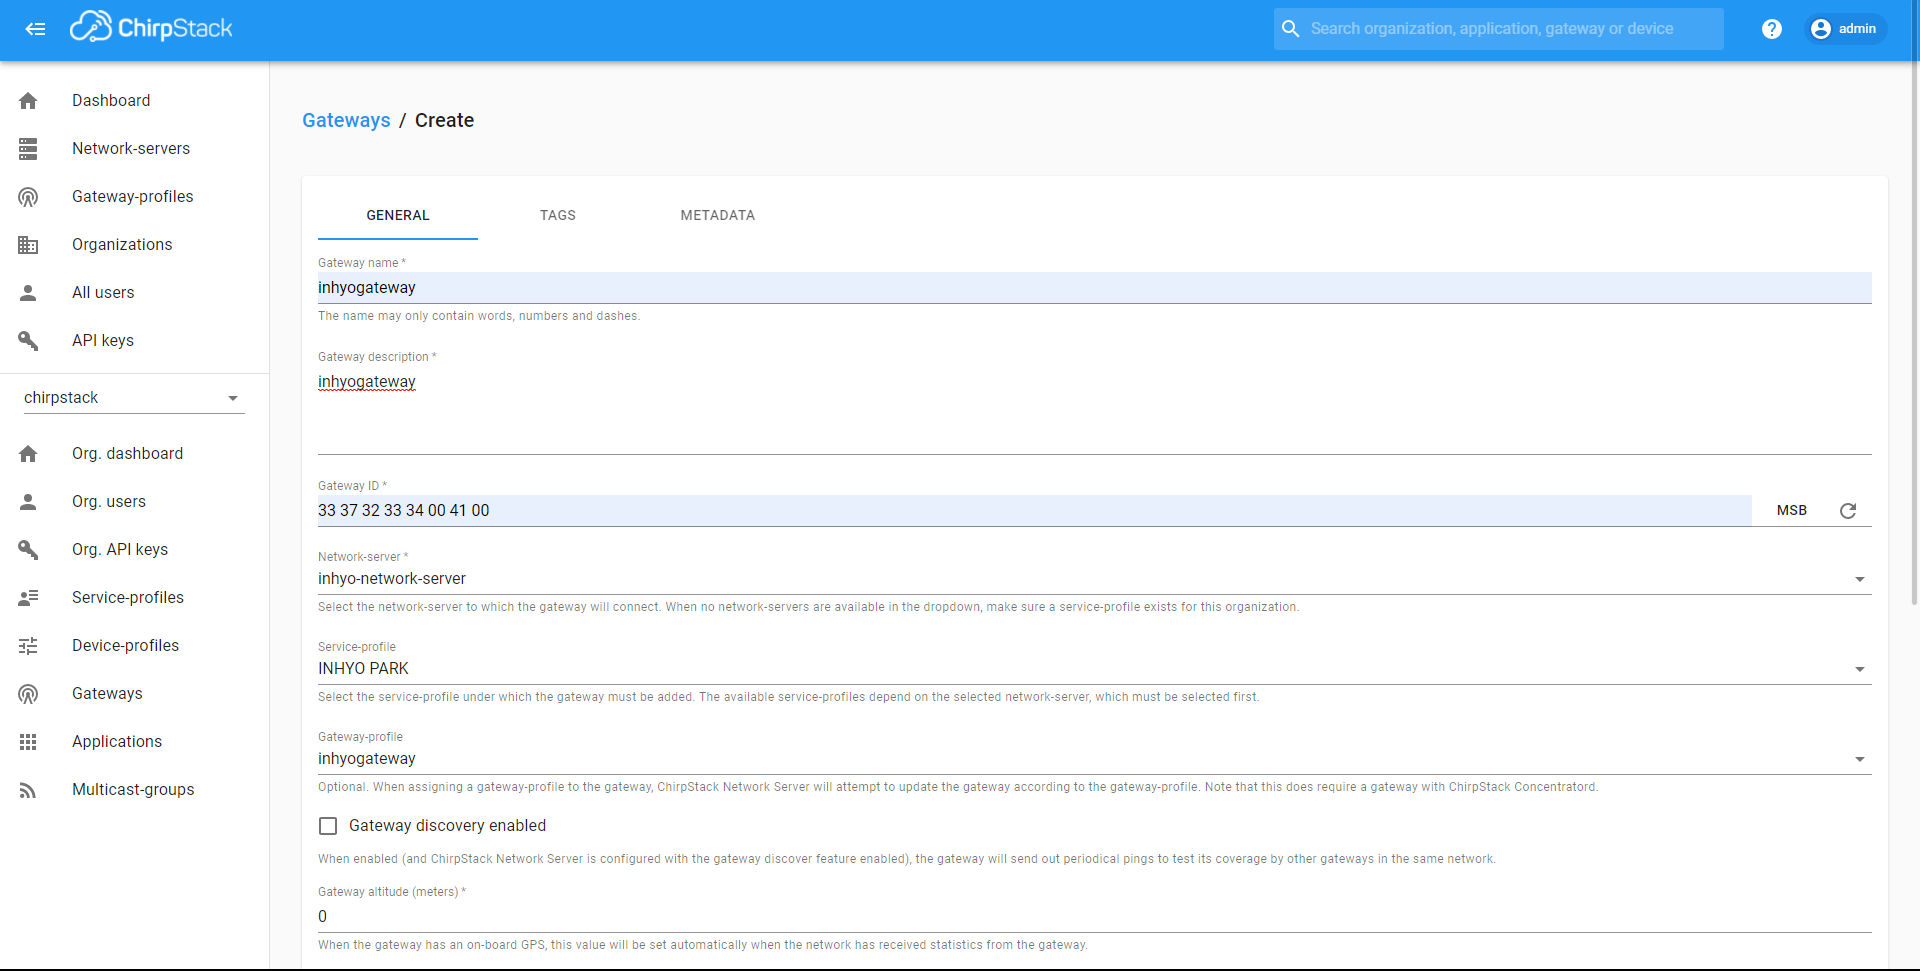 ChirpStack
Search organization, application, gateway or device
? admin
Dashboard
Network-servers
Gateway-profiles
Organizations
All users
API keys
chirpstack
Org. dashboard
Org. users
Org. API keys
Service-profiles
Device-profiles
Gateways
Applications
Multicast-groups
Gateways / Create
GENERAL TAGS METADATA
Gateway name *
inhyogateway
The name may only contain words, numbers and dashes.
Gateway description *
inhyogateway
Gateway ID *
33 37 32 33 34 00 41 00 MSB
Network-server *
inhyo-network-server
Select the network-server to which the gateway will connect. When no network-servers are available in the dropdown, make sure a service-profile exists for this organization.
Service-profile
INHYO PARK
Select the service-profile under which the gateway must be added. The available service-profiles depend on the selected network-server, which must be selected first.
Gateway-profile
inhyogateway
Optional. When assigning a gateway-profile to the gateway, ChirpStack Network Server will attempt to update the gateway according to the gateway-profile. Note that this does require a gateway with ChirpStack Concentratord.
Gateway discovery enabled
When enabled (and ChirpStack Network Server is configured with the gateway discover feature enabled), the gateway will send out periodical pings to test its coverage by other gateways in the same network.
Gateway altitude (meters) *
0
When the gateway has an on-board GPS, this value will be set automatically when the network has received statistics from the gateway.